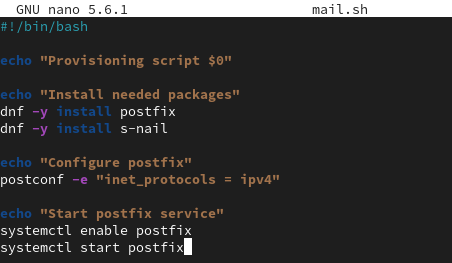 GNU nano 5.6.1 mail.sh
#!/bin/bash
echo "Provisioning script $0"
echo "Install needed packages"
dnf -y install postfix
dnf -y install s-nail
echo "Configure postfix"
postconf -e "inet_protocols = ipv4"
echo "Start postfix service"
systemctl enable postfix
systemctl start postfix